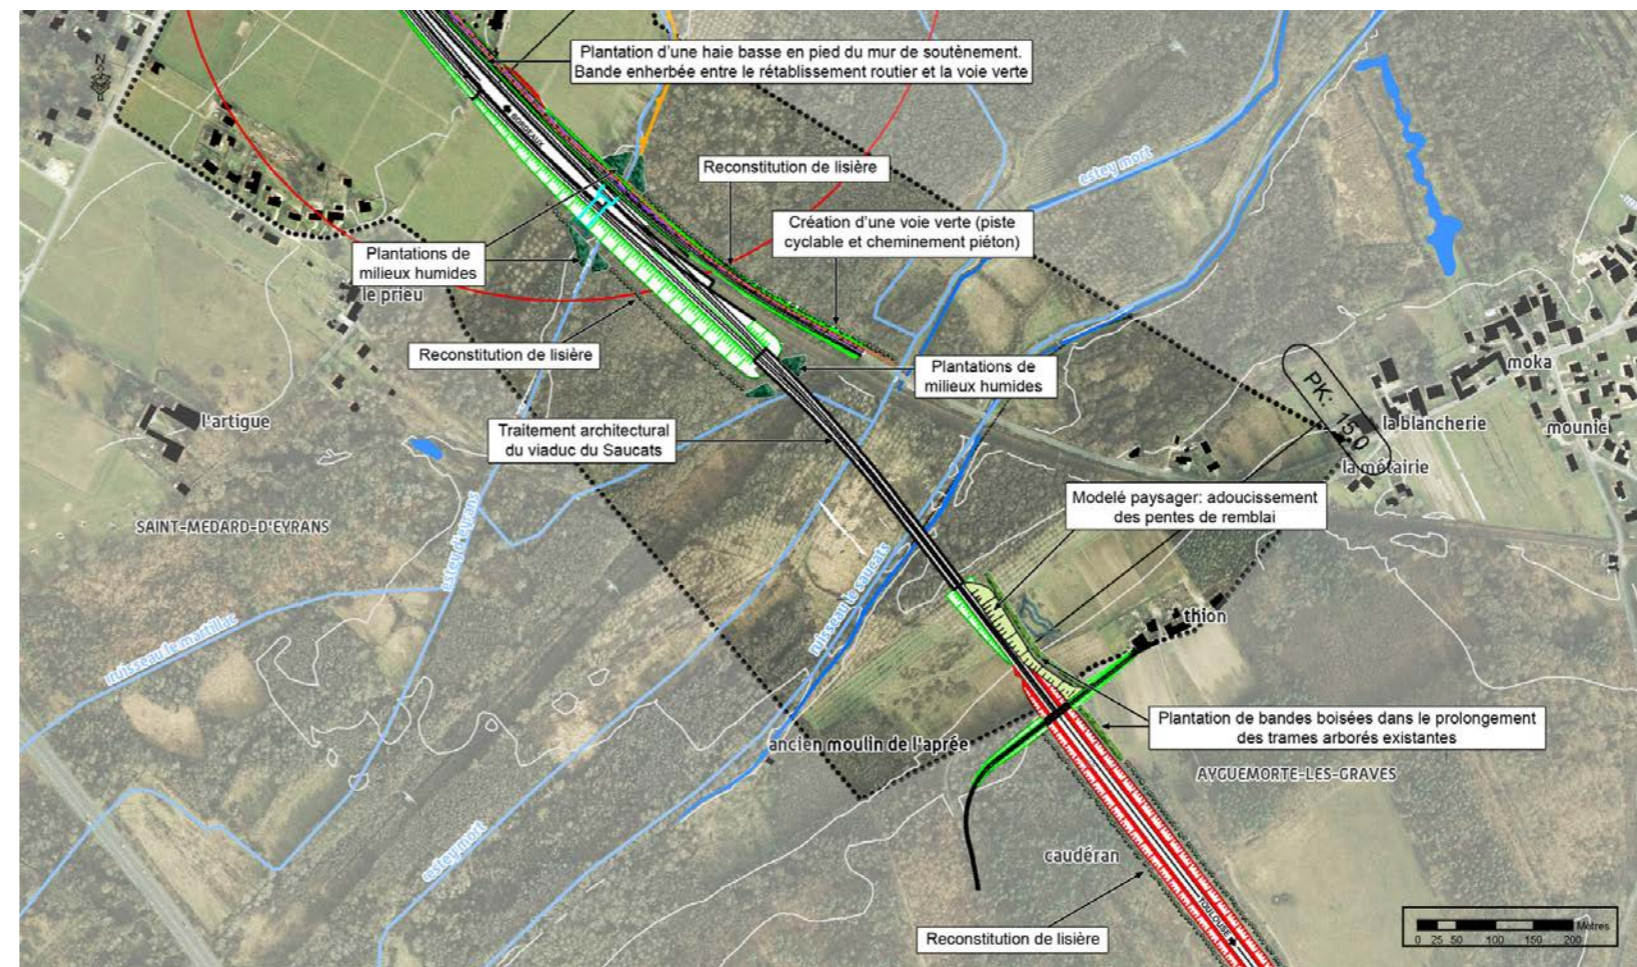 Plantation d'une haie basse en pied du mur de soutènement.
Bande enherbée entre le rétablissement routier et la voie verte
N
BORDEAUX
Reconstitution de lisière
estey mort
Création d'une voie verte (piste
cyclable et cheminement piéton)
Plantations de
milieux humides
le prieu
Reconstitution de lisière
Plantations de
milieux humides
moka
PK: 15.0
l'artigue
la blancherie
mounic
Traitement architectural
du viaduc du Saucats
la métairie
Modelé paysager: adoucissement
des pentes de remblai
SAINT-MEDARD-D'EYRANS
estey d'eyrans
ruisseau le saucats
thion
ruisseau le martillac
Plantation de bandes boisées dans le prolongement
des trames arborés existantes
ancien moulin de l'aprée
AYGUEMORTE-LES-GRAVES
estey mort
caudéran
TOULOUSE
Reconstitution de lisière
Mètres
0 25 50 100 150 200